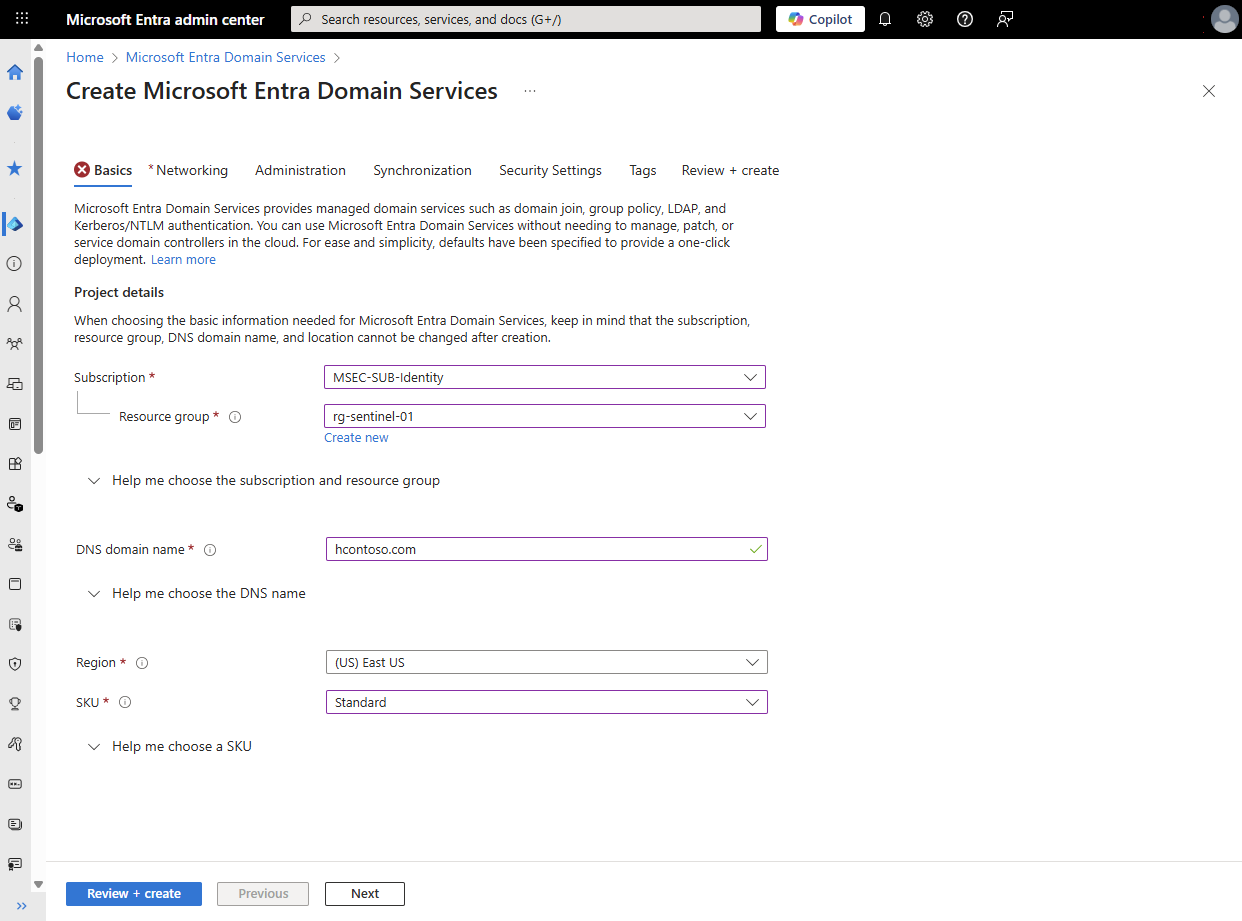 Microsoft Entra admin center
Search resources, services, and docs (G+/)
Copilot
Home > Microsoft Entra Domain Services >
Create Microsoft Entra Domain Services ...
Basics
* Networking
Administration
Synchronization
Security Settings
Tags
Review + create
Microsoft Entra Domain Services provides managed domain services such as domain join, group policy, LDAP, and
Kerberos/NTLM authentication. You can use Microsoft Entra Domain Services without needing to manage, patch, or
service domain controllers in the cloud. For ease and simplicity, defaults have been specified to provide a one-click
deployment. Learn more
Project details
When choosing the basic information needed for Microsoft Entra Domain Services, keep in mind that the subscription,
resource group, DNS domain name, and location cannot be changed after creation.
Subscription *
MSEC-SUB-Identity
Resource group *
rg-sentinel-01
Create new
Help me choose the subscription and resource group
DNS domain name *
hcontoso.com
Help me choose the DNS name
Region *
(US) East US
SKU *
Standard
Help me choose a SKU
Review + create
Previous
Next